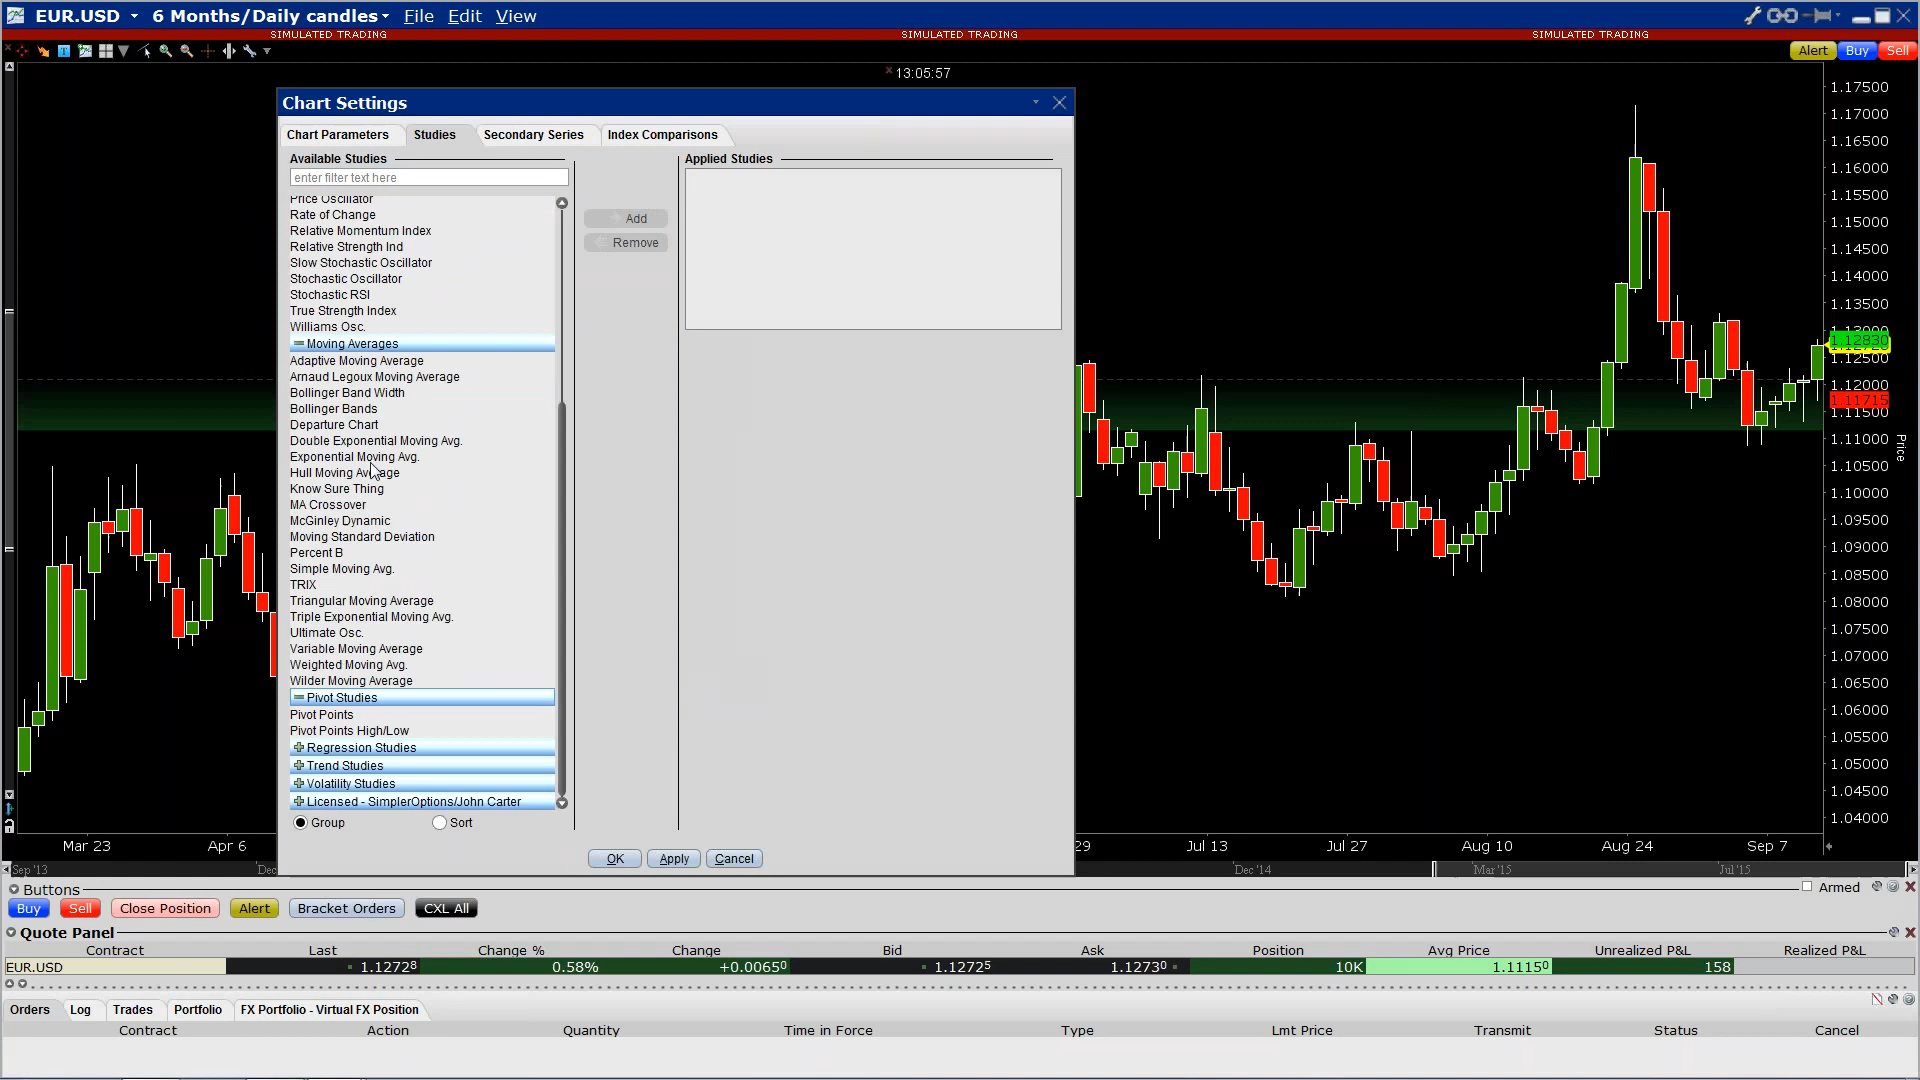 EUR.USD 6 Months/Daily candles File Edit View
SIMULATED TRADING SIMULATED TRADING SIMULATED TRADING
Alert Buy Sell
13:05:57
Chart Settings
Chart Parameters Studies Secondary Series Index Comparisons
Available Studies Applied Studies
enter filter text here
Price Oscillator
Rate of Change
Relative Momentum Index
Relative Strength Ind
Slow Stochastic Oscillator
Stochastic Oscillator
Stochastic RSI
True Strength Index
Williams Osc.
Moving Averages
Adaptive Moving Average
Arnaud Legoux Moving Average
Bollinger Band Width
Bollinger Bands
Departure Chart
Double Exponential Moving Avg.
Exponential Moving Avg.
Hull Moving Average
Know Sure Thing
MA Crossover
McGinley Dynamic
Moving Standard Deviation
Percent B
Simple Moving Avg.
TRIX
Triangular Moving Average
Triple Exponential Moving Avg.
Ultimate Osc.
Variable Moving Average
Weighted Moving Avg.
Wilder Moving Average
Pivot Studies
Pivot Points
Pivot Points High/Low
Regression Studies
Trend Studies
Volatility Studies
Licensed - SimplerOptions/John Carter
Group Sort
Add
Remove
OK Apply Cancel
1.17500
1.17000
1.16500
1.16000
1.15500
1.15000
1.14500
1.14000
1.13500
1.13000
1.12830
1.12500
1.12000
1.11715
1.11500
1.11000
1.10500
1.10000
1.09500
1.09000
1.08500
1.08000
1.07500
1.07000
1.06500
1.06000
1.05500
1.05000
1.04500
1.04000
Price
Mar 23 Apr 6 29 Jul 13 Jul 27 Aug 10 Aug 24 Sep 7
Sep '13 Dec Dec '14 Mar '15 Jul '15
Buttons Armed
Buy Sell Close Position Alert Bracket Orders CXL All
Quote Panel
Contract Last Change % Change Bid Ask Position Avg Price Unrealized P&L Realized P&L
EUR.USD 1.12728 0.58% +0.00650 1.12725 1.12730 10K 1.11150 158
Orders Log Trades Portfolio FX Portfolio - Virtual FX Position
Contract Action Quantity Time in Force Type Lmt Price Transmit Status Cancel